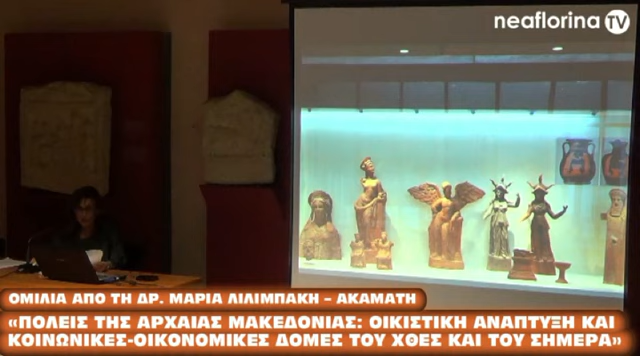 neaflorina TV
ΟΜΙΛΙΑ ΑΠΟ ΤΗ ΔΡ. ΜΑΡΙΑ ΛΙΛΙΜΠΑΚΗ – ΑΚΑΜΑΤΗ
«ΠΟΛΕΙΣ ΤΗΣ ΑΡΧΑΙΑΣ ΜΑΚΕΔΟΝΙΑΣ: ΟΙΚΙΣΤΙΚΗ ΑΝΑΠΤΥΞΗ ΚΑΙ
ΚΟΙΝΩΝΙΚΕΣ-ΟΙΚΟΝΟΜΙΚΕΣ ΔΟΜΕΣ ΤΟΥ ΧΘΕΣ ΚΑΙ ΤΟΥ ΣΗΜΕΡΑ»